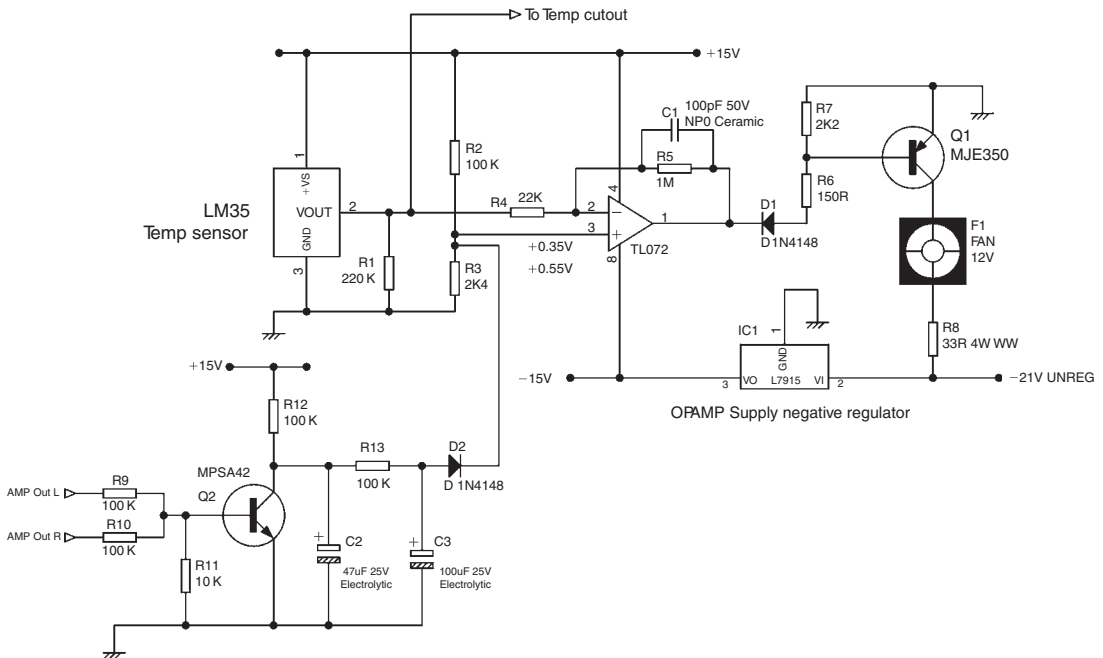 To Temp cutout
+15V
100pF 50V
C1
NP0 Ceramic
R7
2K2
Q1
MJE350
R2
100 K
R5
1M
1
+VS
LM35
Temp sensor
VOUT
2
GND
3
R4
22K
4
2
−
3
+
1
8
TL072
D1
D1N4148
R6
150R
F1
FAN
12V
+0.35V
+0.55V
R1
220 K
R3
2K4
IC1
1
GND
VO
L7915
VI
3
2
R8
33R 4W WW
−15V
−21V UNREG
OPAMP Supply negative regulator
+15V
R12
100 K
R13
100 K
D2
D 1N4148
MPSA42
Q2
AMP Out L
R9
100 K
AMP Out R
R10
100 K
R11
10 K
+
C2
47uF 25V
Electrolytic
+
C3
100uF 25V
Electrolytic